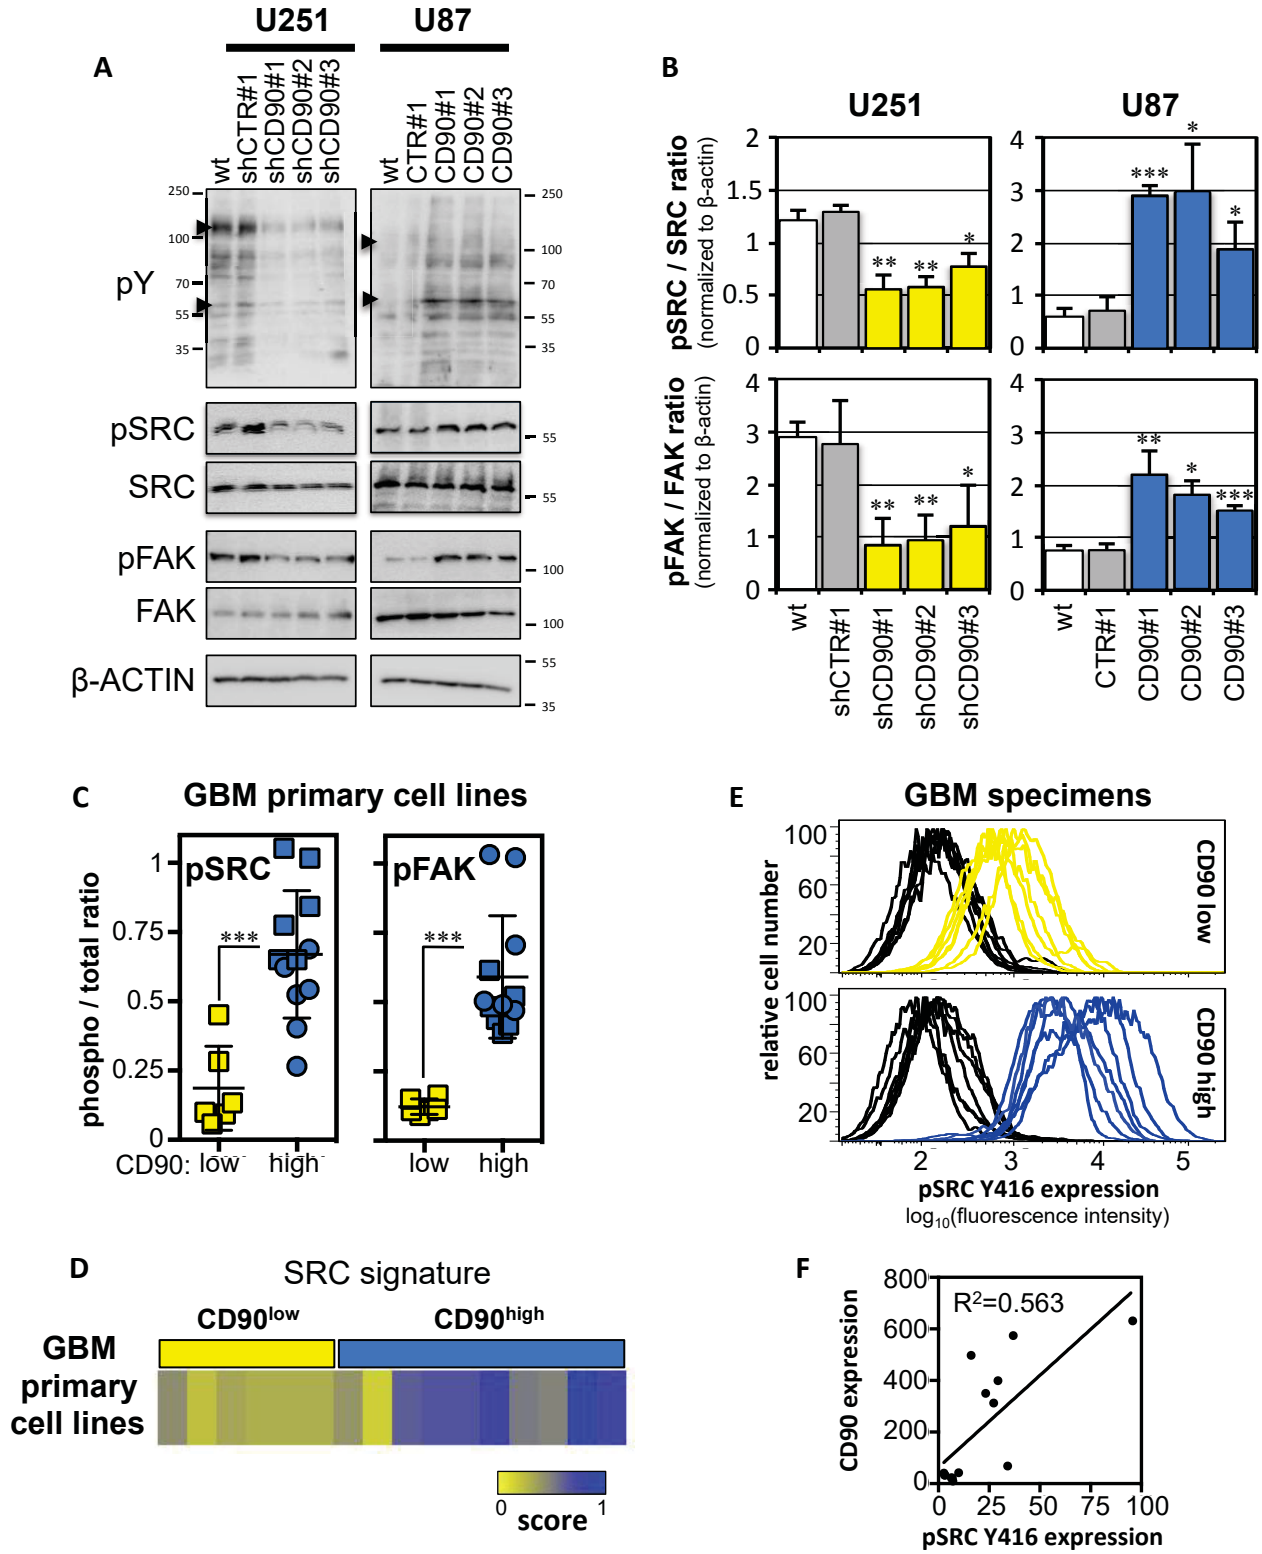 A
U251
U87
wt
shCTR#1
shCD90#1
shCD90#2
shCD90#3
wt
CTR#1
CD90#1
CD90#2
CD90#3
pY
250
100
70
55
35
250
100
70
55
35
pSRC
55
SRC
55
pFAK
100
FAK
100
β-ACTIN
55
35
B
U251
U87
pSRC / SRC ratio
(normalized to β-actin)
2
1.5
1
0.5
0
**
**
*
4
3
2
1
0
***
*
*
pFAK / FAK ratio
(normalized to β-actin)
4
3
2
1
0
**
**
*
4
3
2
1
0
**
*
***
wt
shCTR#1
shCD90#1
shCD90#2
shCD90#3
wt
CTR#1
CD90#1
CD90#2
CD90#3
C
GBM primary cell lines
phospho / total ratio
1
0.75
0.5
0.25
0
pSRC
***
pFAK
***
CD90: low high
low high
E
GBM specimens
relative cell number
100
60
20
CD90 low
100
60
20
CD90 high
2 3 4 5
pSRC Y416 expression
log10(fluorescence intensity)
D
SRC signature
CD90low
CD90high
GBM
primary
cell lines
0 1
score
F
CD90 expression
800
600
400
200
0
R²=0.563
0 25 50 75 100
pSRC Y416 expression